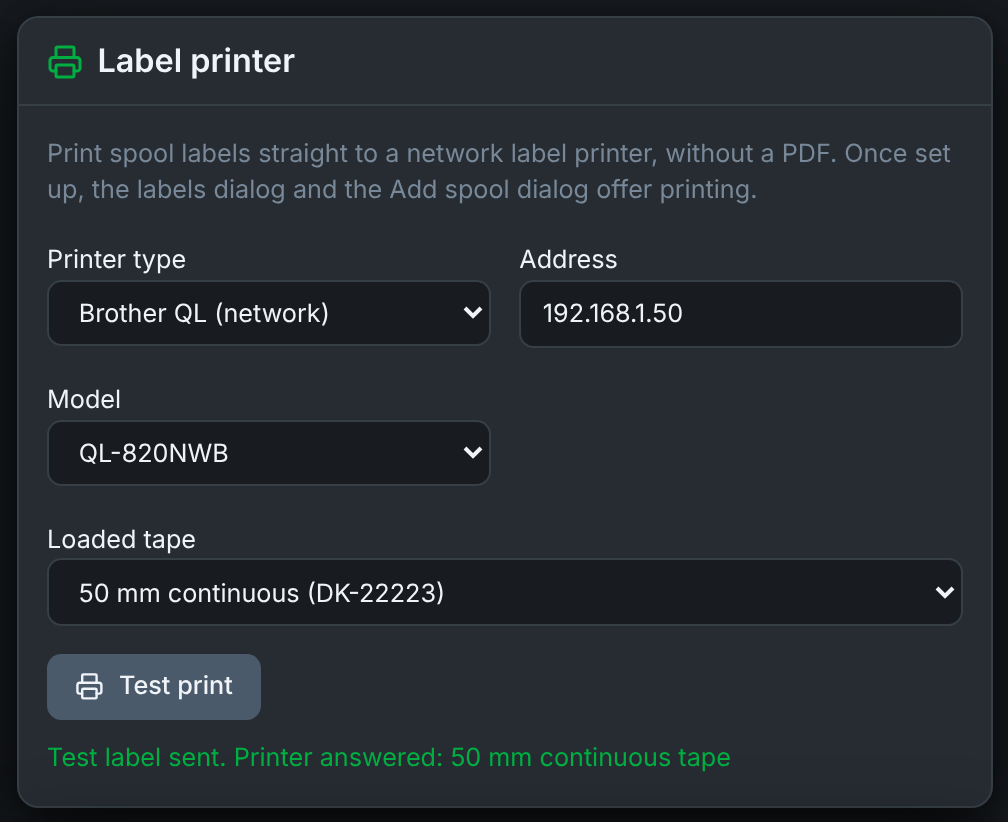 Label printer
Print spool labels straight to a network label printer, without a PDF. Once set
up, the labels dialog and the Add spool dialog offer printing.
Printer type
Address
Brother QL (network)
192.168.1.50
Model
QL-820NWB
Loaded tape
50 mm continuous (DK-22223)
Test print
Test label sent. Printer answered: 50 mm continuous tape